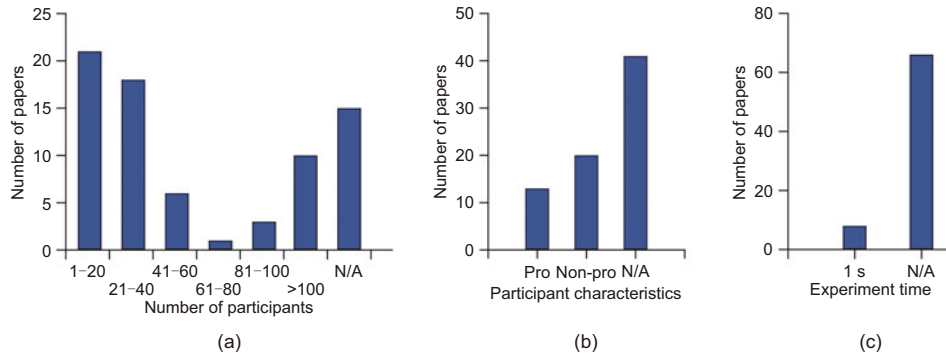 25
20
15
10
5
0
Number of papers
1−20
41−60
81−100
N/A
21−40
61−80
>100
Number of participants
(a)
50
40
30
20
10
0
Number of papers
Pro Non-pro N/A
Participant characteristics
(b)
80
60
40
20
0
Number of papers
1 s
N/A
Experiment time
(c)